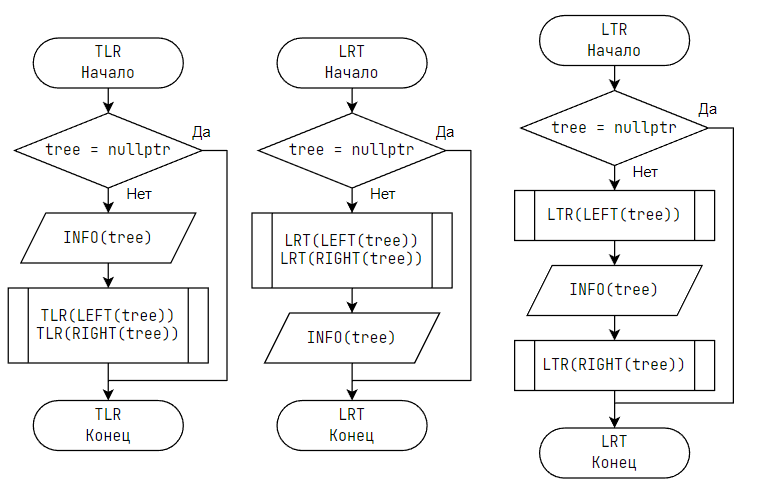 TLR
Начало
Да
tree = nullptr
Нет
INFO(tree)
TLR(LEFT(tree))
TLR(RIGHT(tree))
TLR
Конец
LRT
Начало
Да
tree = nullptr
Нет
LRT(LEFT(tree))
LRT(RIGHT(tree))
INFO(tree)
LRT
Конец
LTR
Начало
Да
tree = nullptr
Нет
LTR(LEFT(tree))
INFO(tree)
LTR(RIGHT(tree))
LRT
Конец